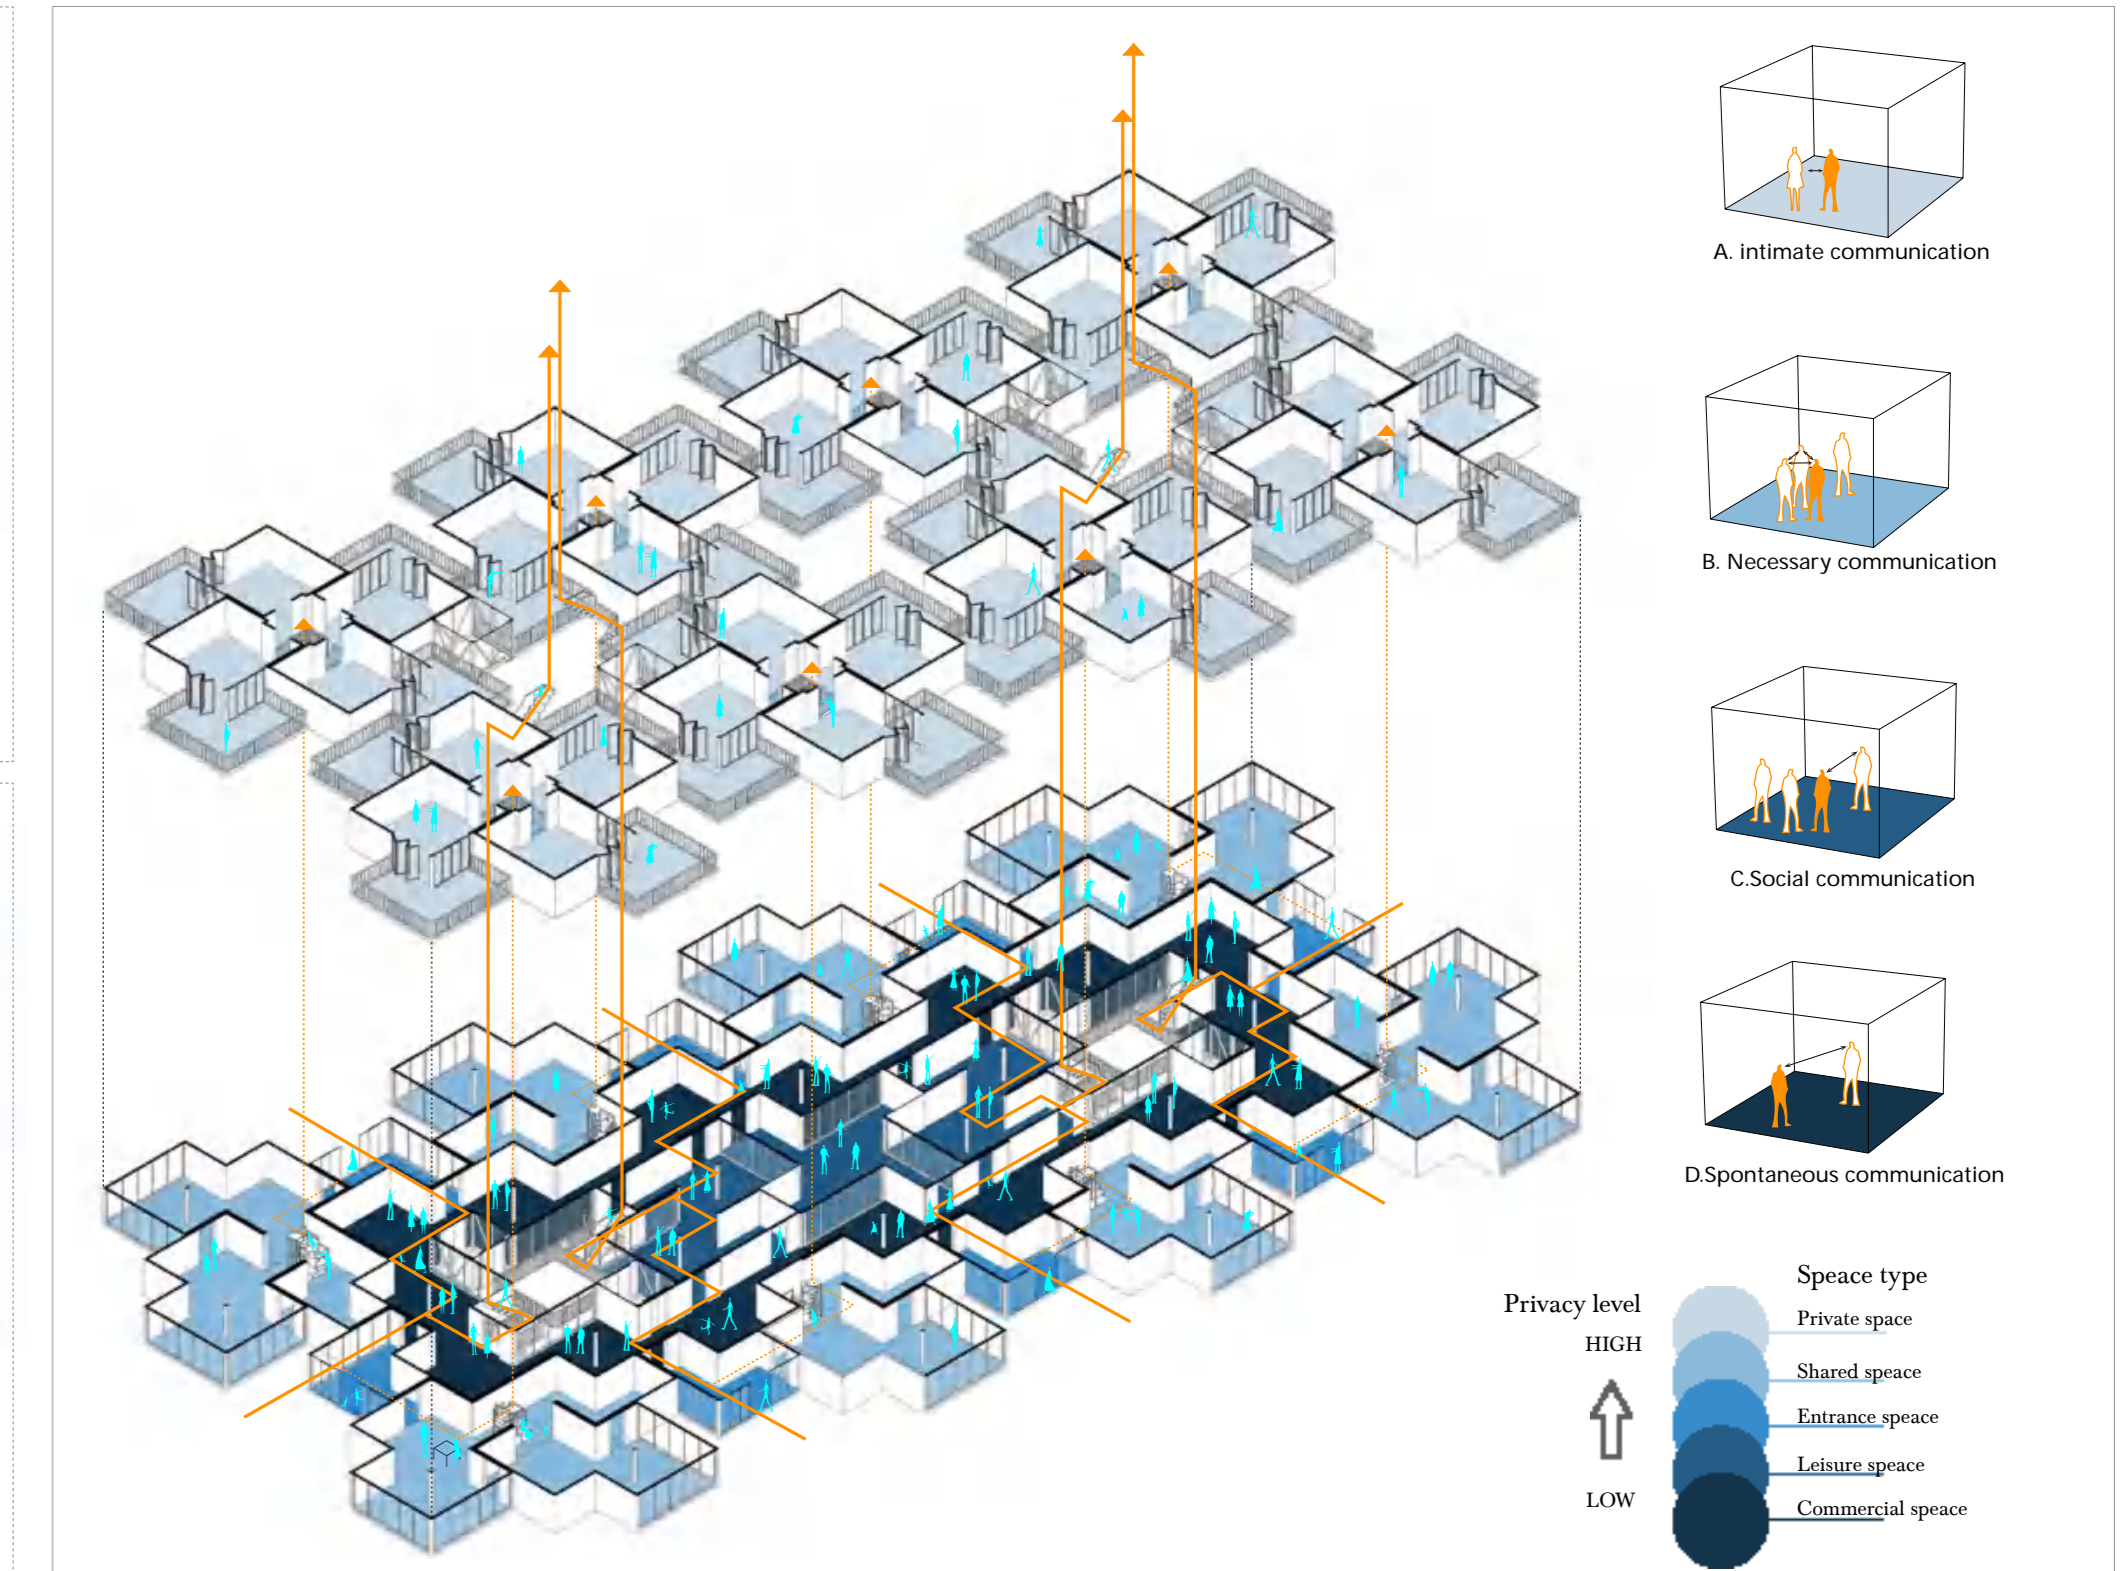 A. intimate communication
B. Necessary communication
C.Social communication
D.Spontaneous communication
Speace type
Privacy level
Private space
HIGH
Shared speace
Entrance speace
Leisure speace
LOW
Commercial speace